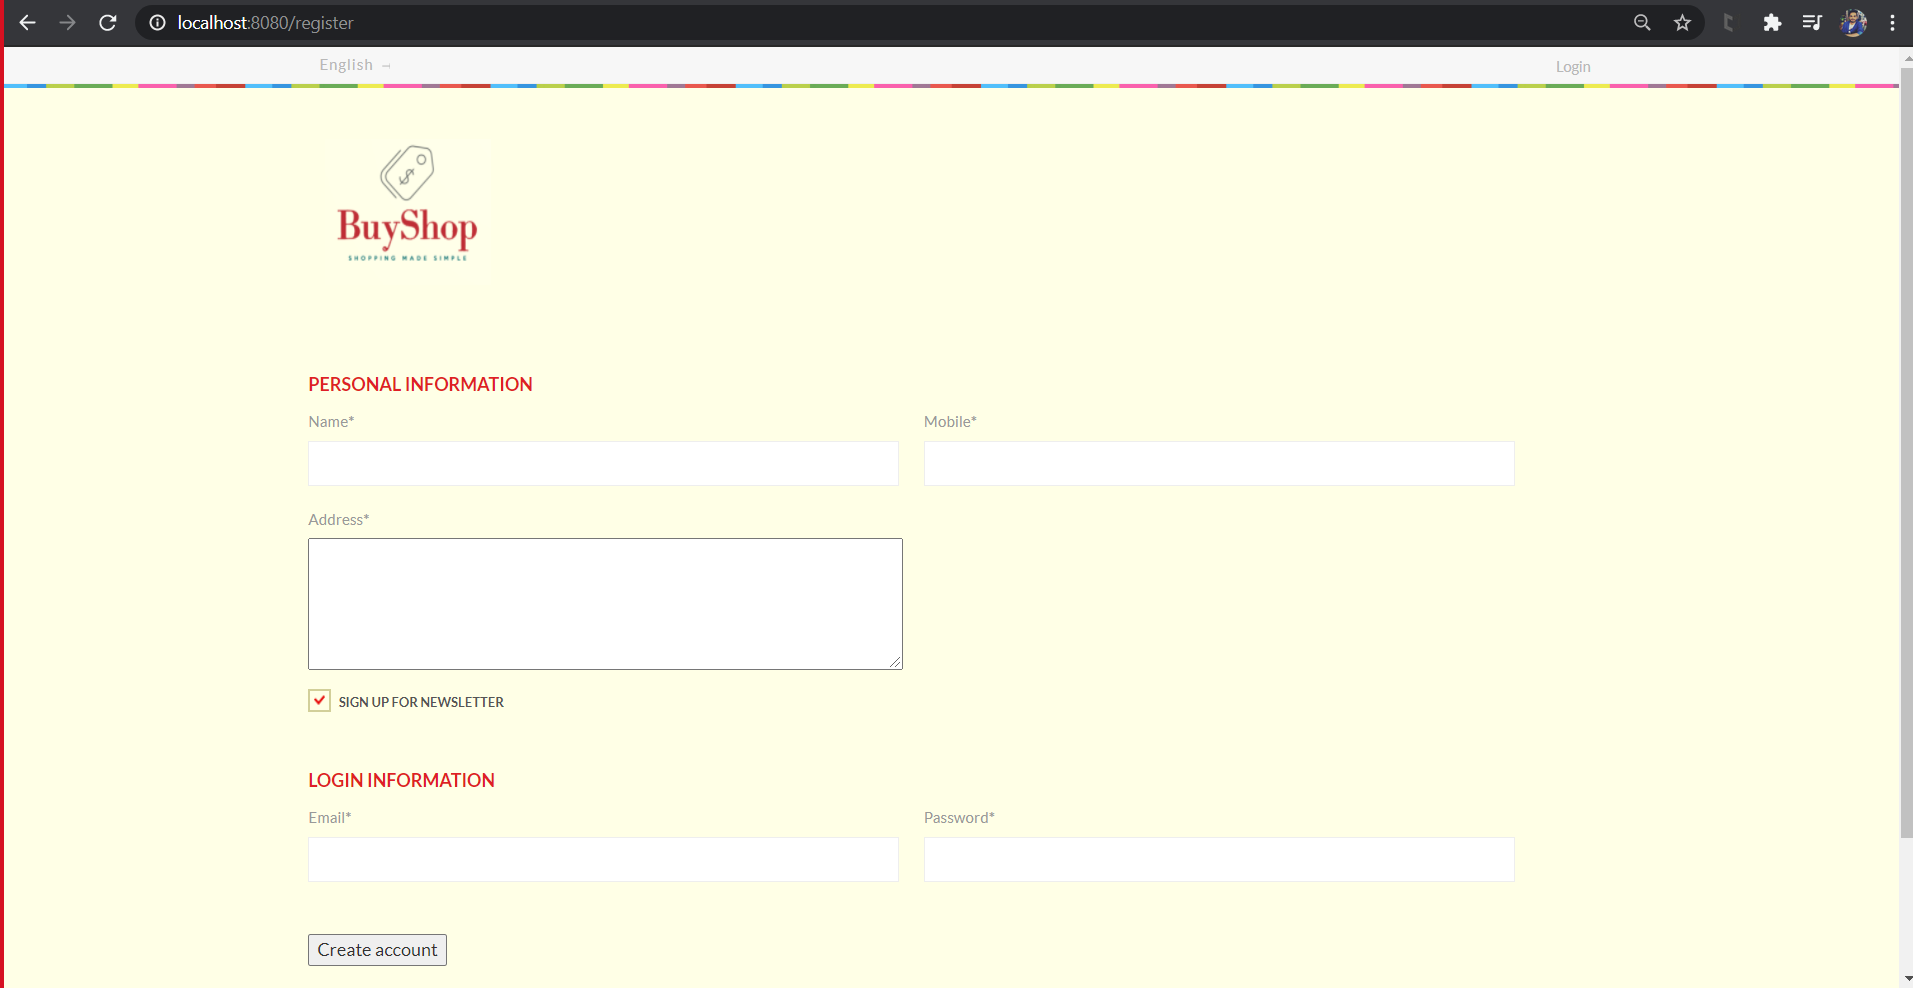 localhost:8080/register
English
Login
BuyShop
SHOPPING MADE SIMPLE
PERSONAL INFORMATION
Name* Mobile*
Address*
SIGN UP FOR NEWSLETTER
LOGIN INFORMATION
Email* Password*
Create account